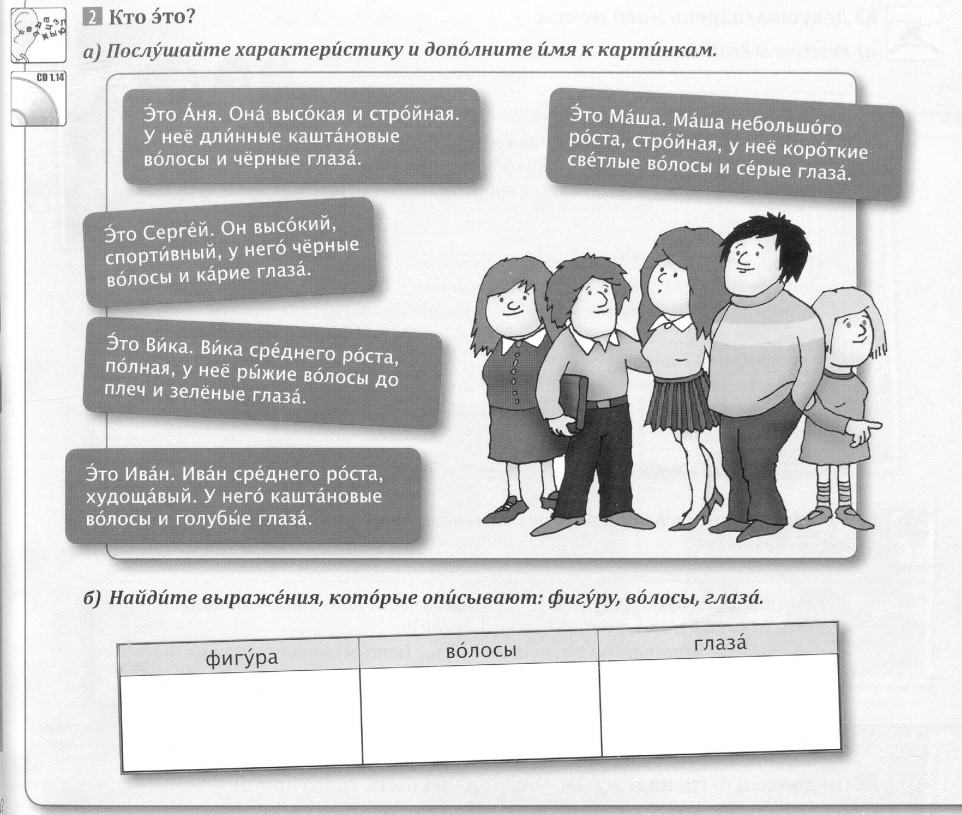 2 Кто э́то?
а) Послу́шайте характери́стику и допо́лните и́мя к карти́нкам.
CD 1.14
Э́то А́ня. Она́ высо́кая и стро́йная.
У неё дли́нные кашта́новые
во́лосы и чёрные глаза́.
Э́то Ма́ша. Ма́ша небольшо́го
ро́ста, стро́йная, у неё коро́ткие
све́тлые во́лосы и се́рые глаза́.
Э́то Серге́й. Он высо́кий,
спорти́вный, у него́ чёрные
во́лосы и ка́рие глаза́.
Э́то Ви́ка. Ви́ка сре́днего ро́ста,
по́лная, у неё ры́жие во́лосы до
плеч и зелёные глаза́.
Э́то Ива́н. Ива́н сре́днего ро́ста,
худоща́вый. У него́ кашта́новые
во́лосы и голубы́е глаза́.
б) Найди́те выраже́ния, кото́рые опи́сывают: фигу́ру, во́лосы, глаза́.
фигу́ра
во́лосы
глаза́